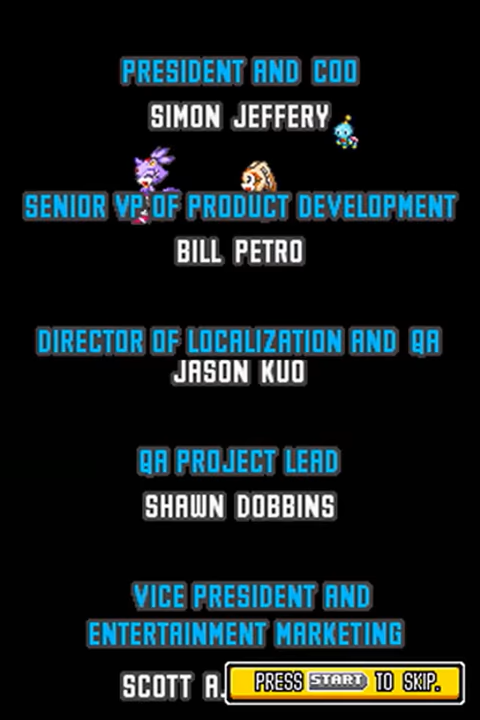 PRESIDENT AND COO
SIMON JEFFERY
SENIOR VP OF PRODUCT DEVELOPMENT
BILL PETRO
DIRECTOR OF LOCALIZATION AND QA
JASON KUO
QA PROJECT LEAD
SHAWN DOBBINS
VICE PRESIDENT AND
ENTERTAINMENT MARKETING
SCOTT A.
PRESS START TO SKIP.